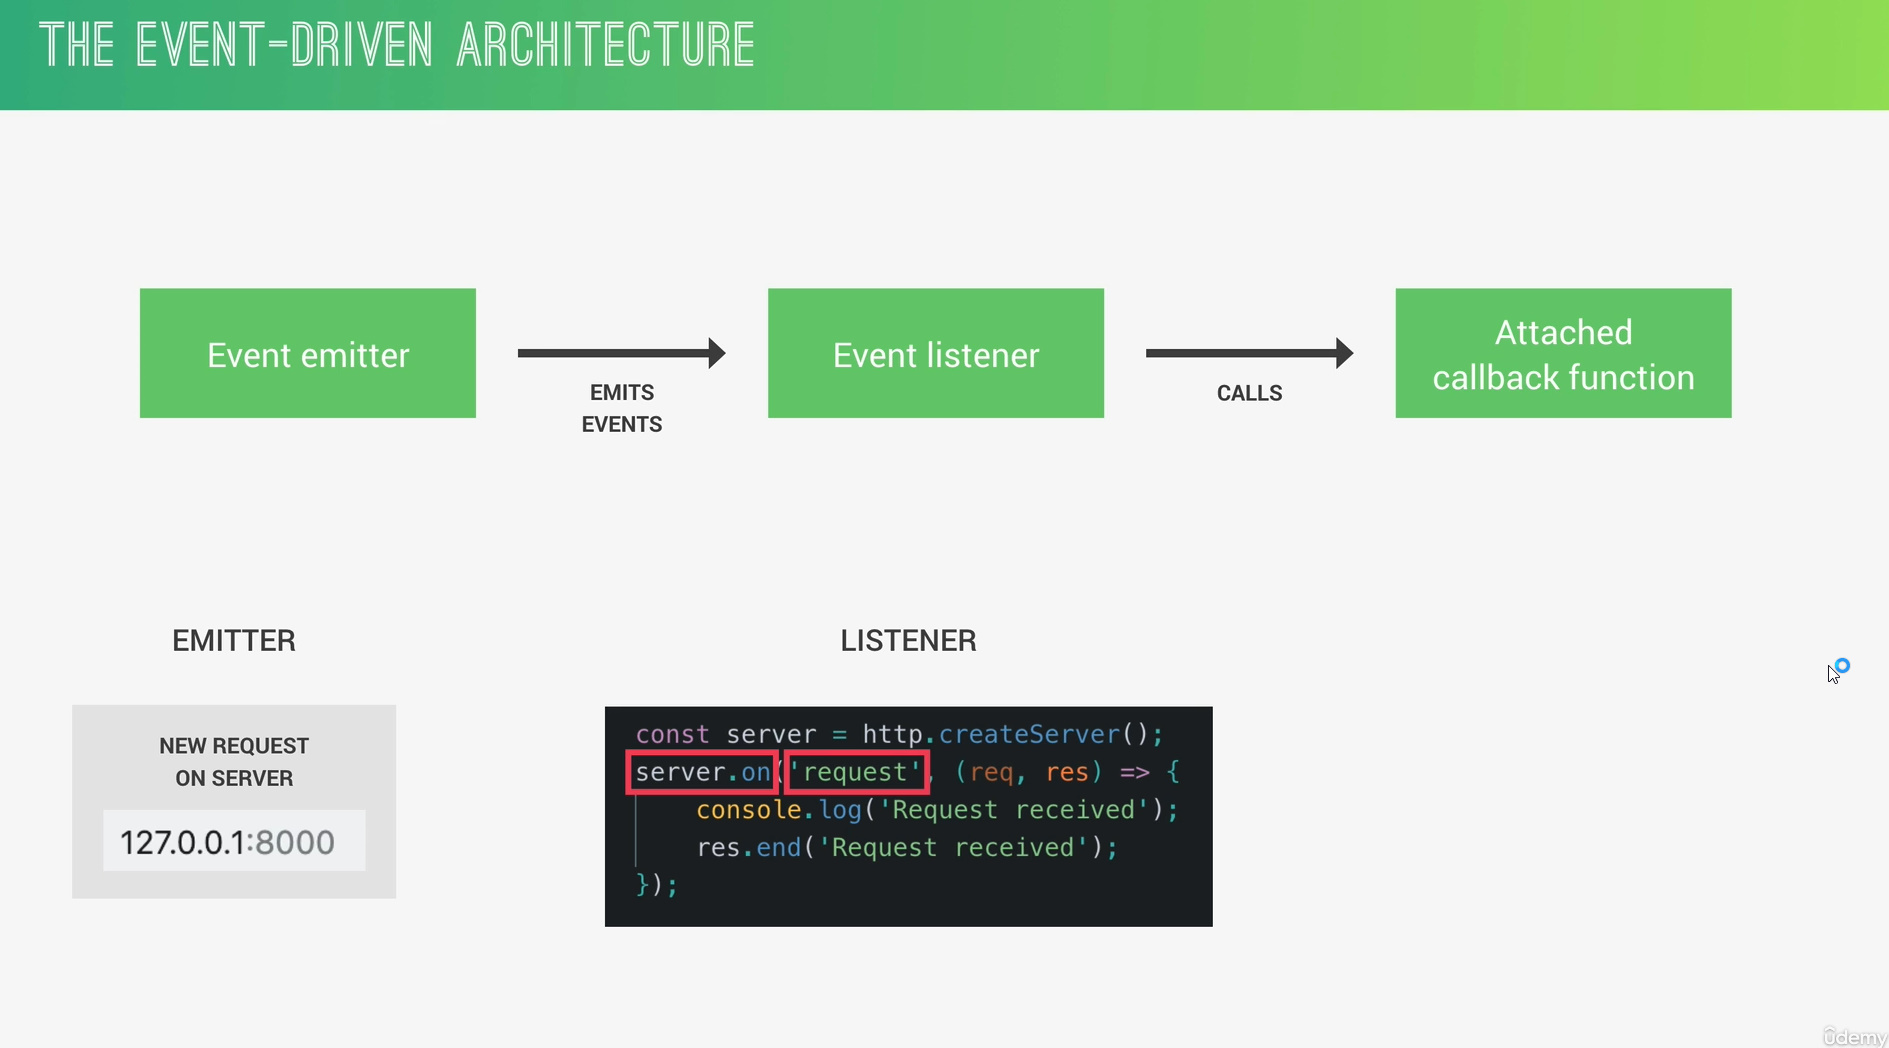 THE EVENT-DRIVEN ARCHITECTURE
Event emitter
EMITS
EVENTS
Event listener
CALLS
Attached
callback function
EMITTER
NEW REQUEST
ON SERVER
127.0.0.1:8000
LISTENER
const server = http.createServer();
server.on('request', (req, res) => {
console.log('Request received');
res.end('Request received');
});
ûdemy